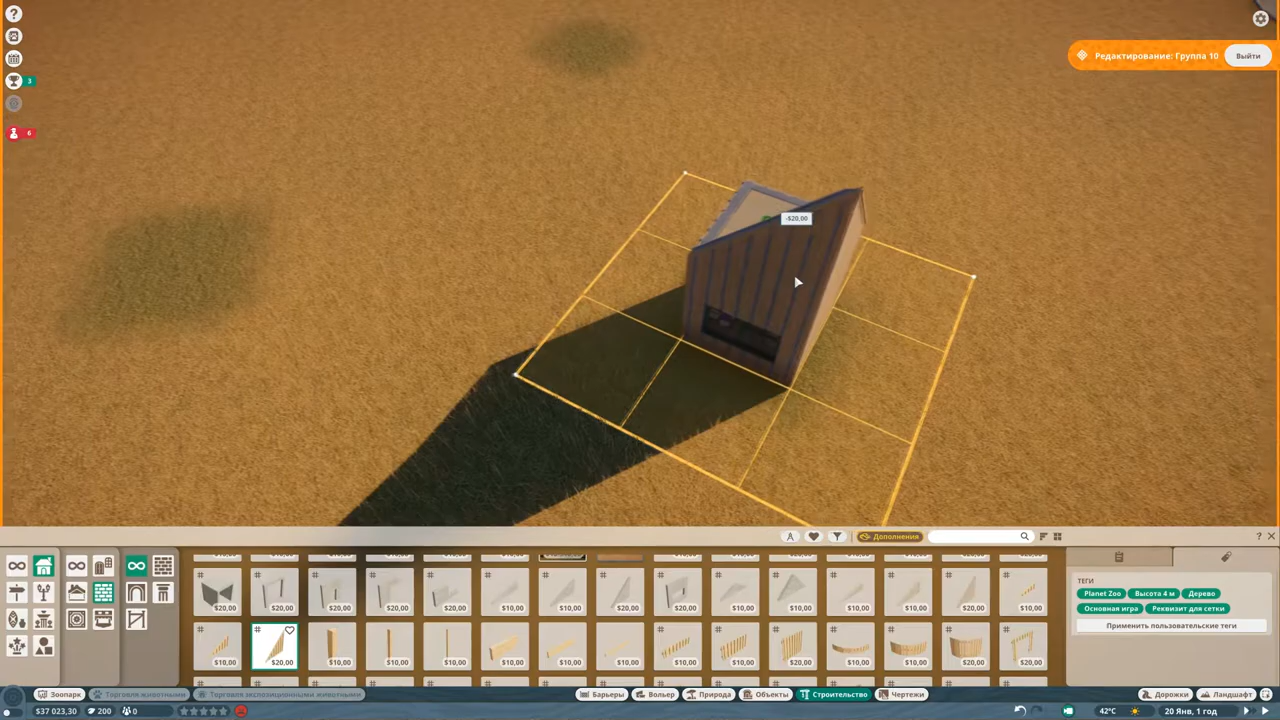 ?
3
6
Редактирование: Группа 10
Выйти
-$20,00
Дополнения
? ×
# $20,00 # $20,00 # $20,00 # $20,00 # $10,00 # $10,00 # $10,00 # $10,00 # $20,00 # $10,00 # $20,00 # $10,00 # $10,00 # $10,00 # $10,00
# $10,00 # $20,00 # $10,00 # $10,00 # $10,00 # $10,00 # $10,00 # $10,00 # $10,00 # $10,00 # $20,00 # $10,00 # $10,00 # $20,00 # $10,00
ТЕГИ
Planet Zoo Высота 4 м Дерево
Основная игра Реквизит для сетки
Применить пользовательские теги
Зоопарк Торговля животными Торговля экспозиционными животными Барьеры Вольер Природа Объекты Строительство Чертежи Дорожки Ландшафт
$37 023,30 200 0 42°C 20 Янв, 1 год